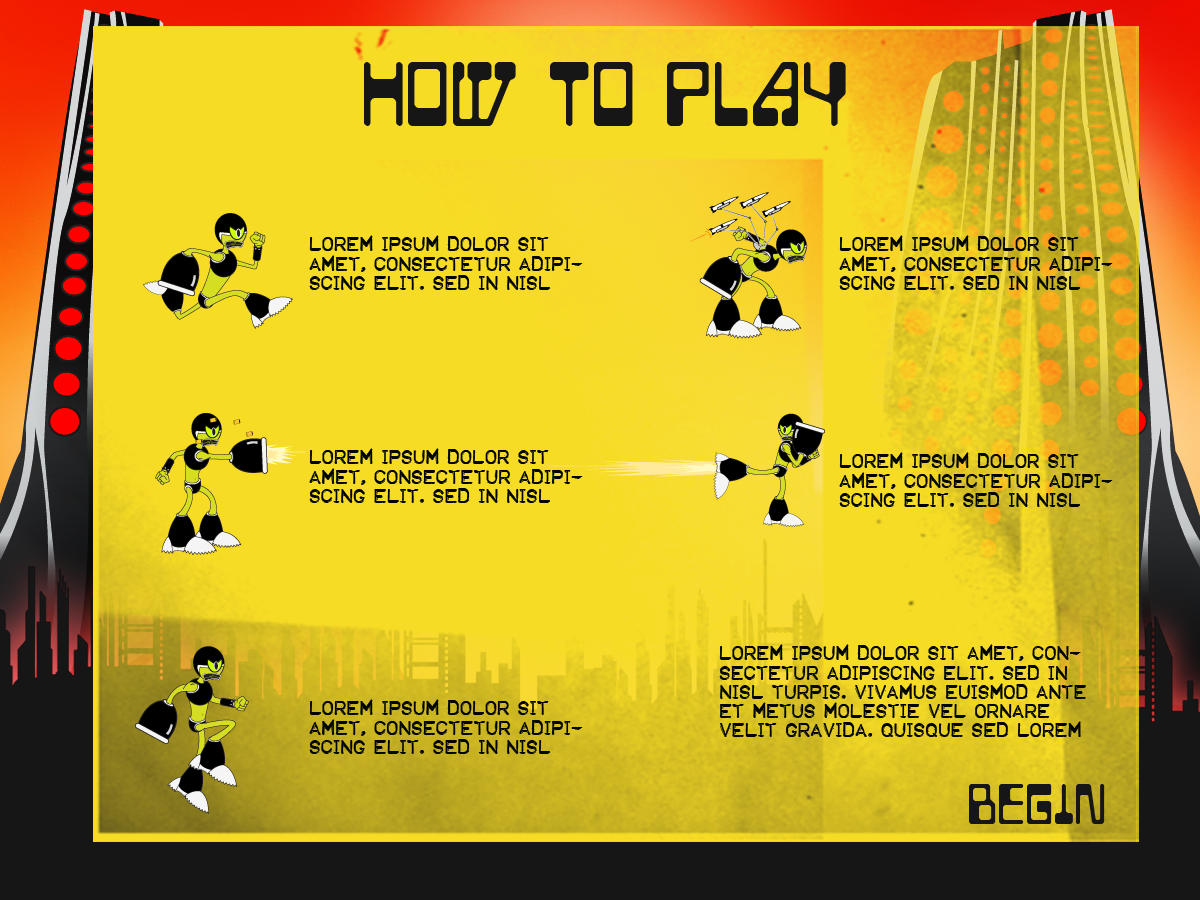 HOW TO PLAY
LOREM IPSUM DOLOR SIT
AMET, CONSECTETUR ADIPI-
SCING ELIT. SED IN NISL
LOREM IPSUM DOLOR SIT
AMET, CONSECTETUR ADIPI-
SCING ELIT. SED IN NISL
LOREM IPSUM DOLOR SIT
AMET, CONSECTETUR ADIPI-
SCING ELIT. SED IN NISL
LOREM IPSUM DOLOR SIT
AMET, CONSECTETUR ADIPI-
SCING ELIT. SED IN NISL
LOREM IPSUM DOLOR SIT
AMET, CONSECTETUR ADIPI-
SCING ELIT. SED IN NISL
LOREM IPSUM DOLOR SIT AMET, CON-
SECTETUR ADIPISCING ELIT. SED IN
NISL TURPIS. VIVAMUS EUISMOD ANTE
ET METUS MOLESTIE VEL ORNARE
VELIT GRAVIDA. QUISQUE SED LOREM
BEGIN